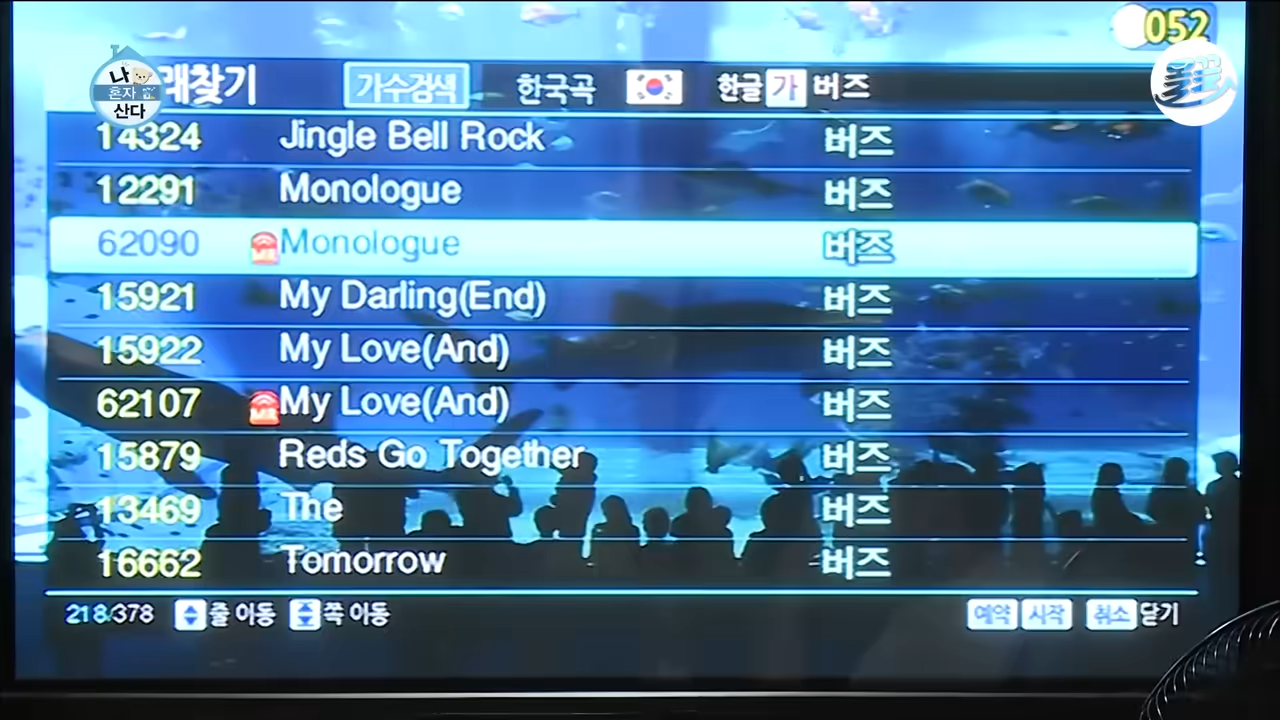 052
나 혼자 산다
래찾기 가수검색 한국곡 한글 가 버즈
14324 Jingle Bell Rock 버즈
12291 Monologue 버즈
62090 MR Monologue 버즈
15921 My Darling(End) 버즈
15922 My Love(And) 버즈
62107 MR My Love(And) 버즈
15879 Reds Go Together 버즈
13469 The 버즈
16662 Tomorrow 버즈
218/378 줄 이동 쪽 이동 예약 시작 취소 닫기